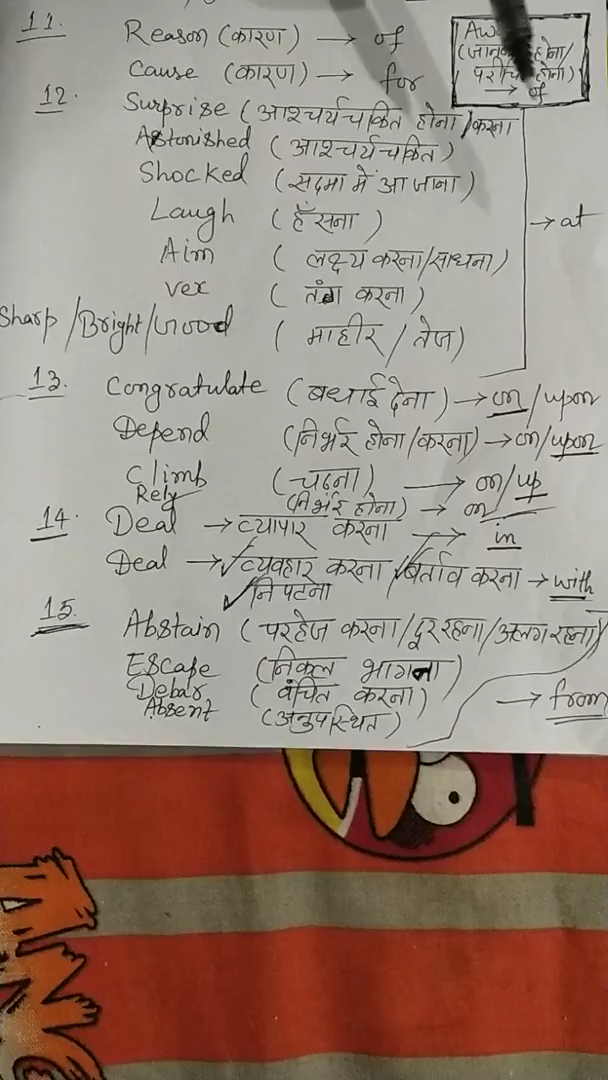 11. Reason (कारण) → of
Cause (कारण) → for
(जान होना/
होना)
→ of
12. Surprise (आश्चर्यचकित होना/करना
Astonished (आश्चर्यचकित)
Shocked (सदमा में आ जाना)
Laugh (हँसना)
Aim (लक्ष्य करना/साधना)
→ at
Vex (तंग करना)
Sharp/Bright/Good (माहीर/तेज)
13. Congratulate (बधाई देना) → on/upon
Depend (निर्भर होना/करना) → on/upon
Climb (चढ़ना) → on/up
Rely (निर्भर होना) → on
14. Deal → व्यापार करना → in
Deal → व्यवहार करना/बर्ताव करना → with
निपटना
15. Abstain (परहेज करना/दूर रहना/अलग रहना)
Escape (निकल भागना)
Debar (वंचित करना) → from
Absent (अनुपस्थित)